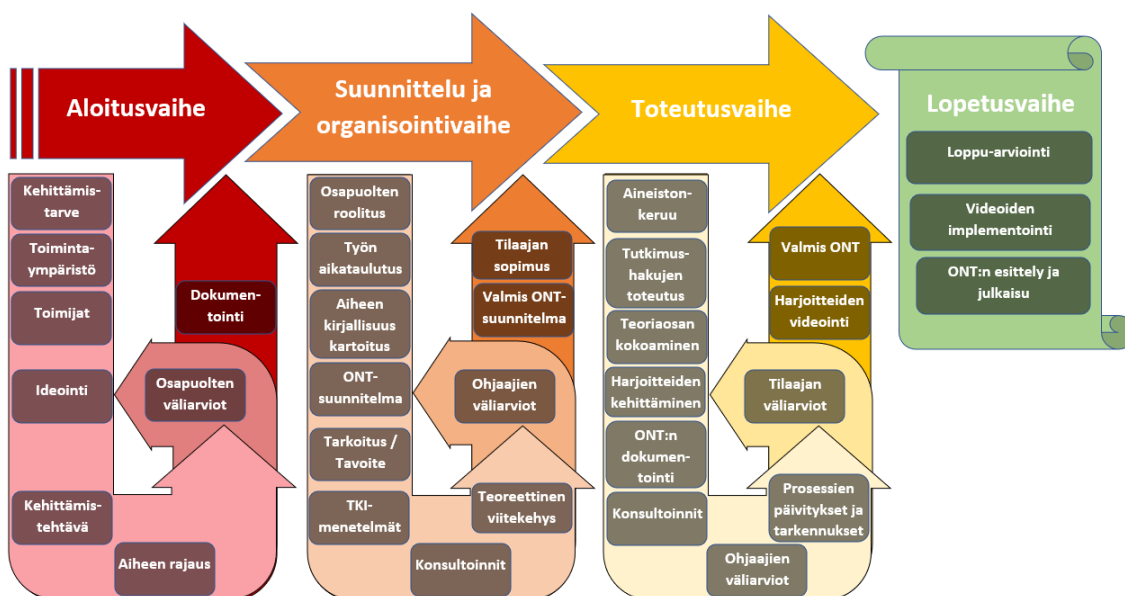 Aloitusvaihe
Kehittämis-
tarve
Toiminta-
ympäristö
Toimijat
Ideointi
Kehittämis-
tehtävä
Aiheen rajaus
Osapuolten
väliarviot
Dokumen-
tointi
Suunnittelu ja
organisointivaihe
Osapuolten
roolitus
Työn
aikataulutus
Aiheen
kirjallisuus
kartoitus
ONT-
suunnitelma
Tarkoitus /
Tavoite
TKI-
menetelmät
Konsultoinnit
Teoreettinen
viitekehys
Ohjaajien
väliarviot
Valmis ONT-
suunnitelma
Tilaajan
sopimus
Toteutusvaihe
Aineiston-
keruu
Tutkimus-
hakujen
toteutus
Teoriaosan
kokoaminen
Harjoitteiden
kehittäminen
ONT:n
dokumen-
tointi
Konsultoinnit
Ohjaajien
väliarviot
Prosessien
päivitykset ja
tarkennukset
Tilaajan
väliarviot
Harjoitteiden
videointi
Valmis ONT
Lopetusvaihe
Loppu-arviointi
Videoiden
implementointi
ONT:n esittely ja
julkaisu